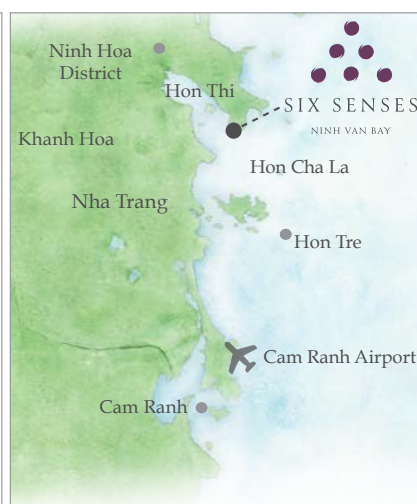 Ninh Hoa
District
Hon Thi
SIX SENSES
NINH VAN BAY
Khanh Hoa
Hon Cha La
Nha Trang
Hon Tre
Cam Ranh Airport
Cam Ranh